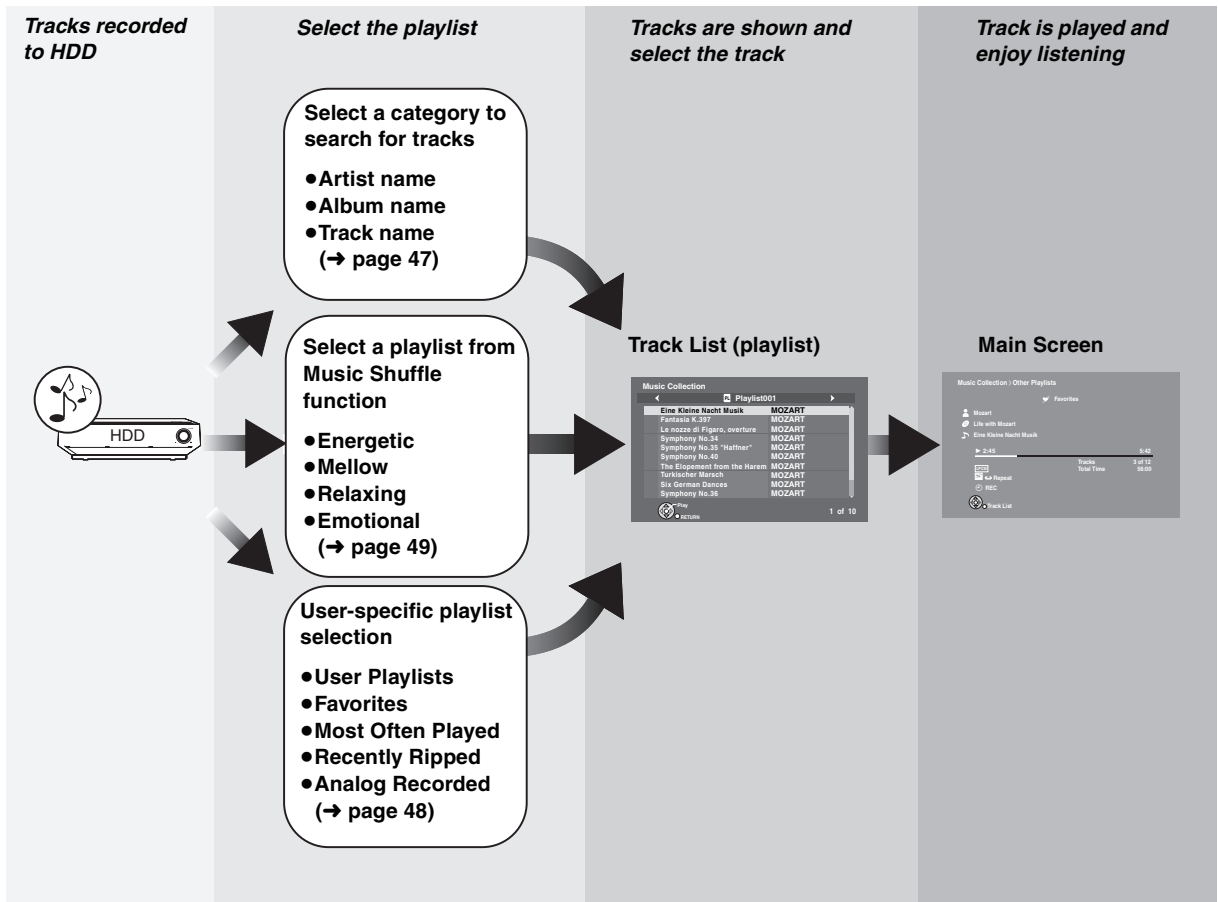 Tracks recorded
to HDD
Select the playlist
Tracks are shown and
select the track
Track is played and
enjoy listening
Select a category to
search for tracks
●Artist name
●Album name
●Track name
(➜ page 47)
HDD
Select a playlist from
Music Shuffle
function
●Energetic
●Mellow
●Relaxing
●Emotional
(➜ page 49)
User-specific playlist
selection
●User Playlists
●Favorites
●Most Often Played
●Recently Ripped
●Analog Recorded
(➜ page 48)
Track List (playlist)
Music Collection
PL Playlist001
Eine Kleine Nacht Musik MOZART
Fantasia K.397 MOZART
Le nozze di Figaro, overture MOZART
Symphony No.34 MOZART
Symphony No.35 "Haffner" MOZART
Symphony No.40 MOZART
The Elopement from the Harem MOZART
Turkischer Marsch MOZART
Six German Dances MOZART
Symphony No.36 MOZART
Play
RETURN
1 of 10
Main Screen
Music Collection 〉Other Playlists
Favorites
Mozart
Life with Mozart
Eine Kleine Nacht Musik
2:45 5:42
Tracks 3 of 12
Total Time 56:00
LPCM
Repeat
REC
Track List